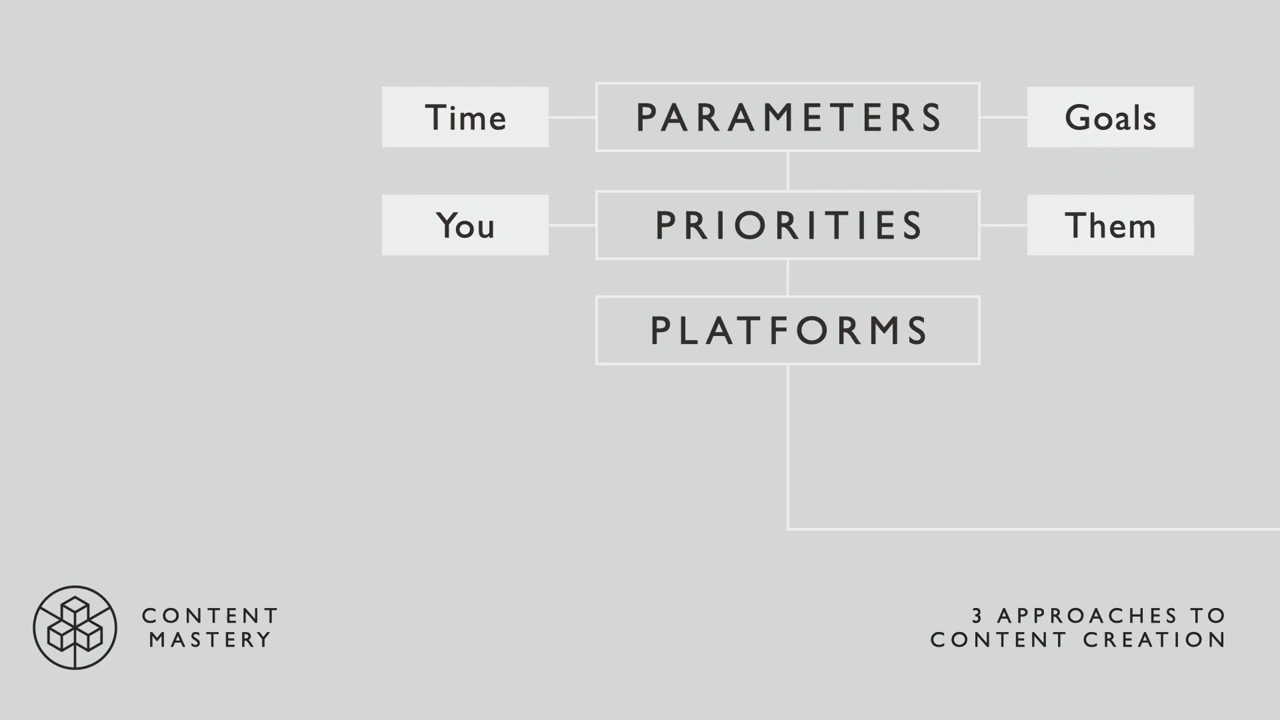 Time
PARAMETERS
Goals
You
PRIORITIES
Them
PLATFORMS
CONTENT
MASTERY
3 APPROACHES TO
CONTENT CREATION